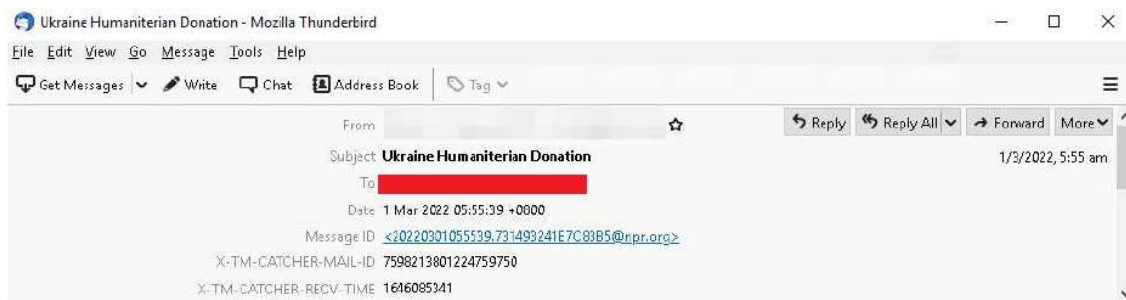 Ukraine Humaniterian Donation - Mozilla Thunderbird
File Edit View Go Message Tools Help
Get Messages Write Chat Address Book Tag
From Reply Reply All Forward More
Subject Ukraine Humaniterian Donation 1/3/2022, 5:55 am
To
Date 1 Mar 2022 05:55:39 +0800
Message ID <20220301055539.731493241E7C83B5@npr.org>
X-TM-CATCHER-MAIL-ID 7598213801224759750
X-TM-CATCHER-RECV-TIME 1646085341